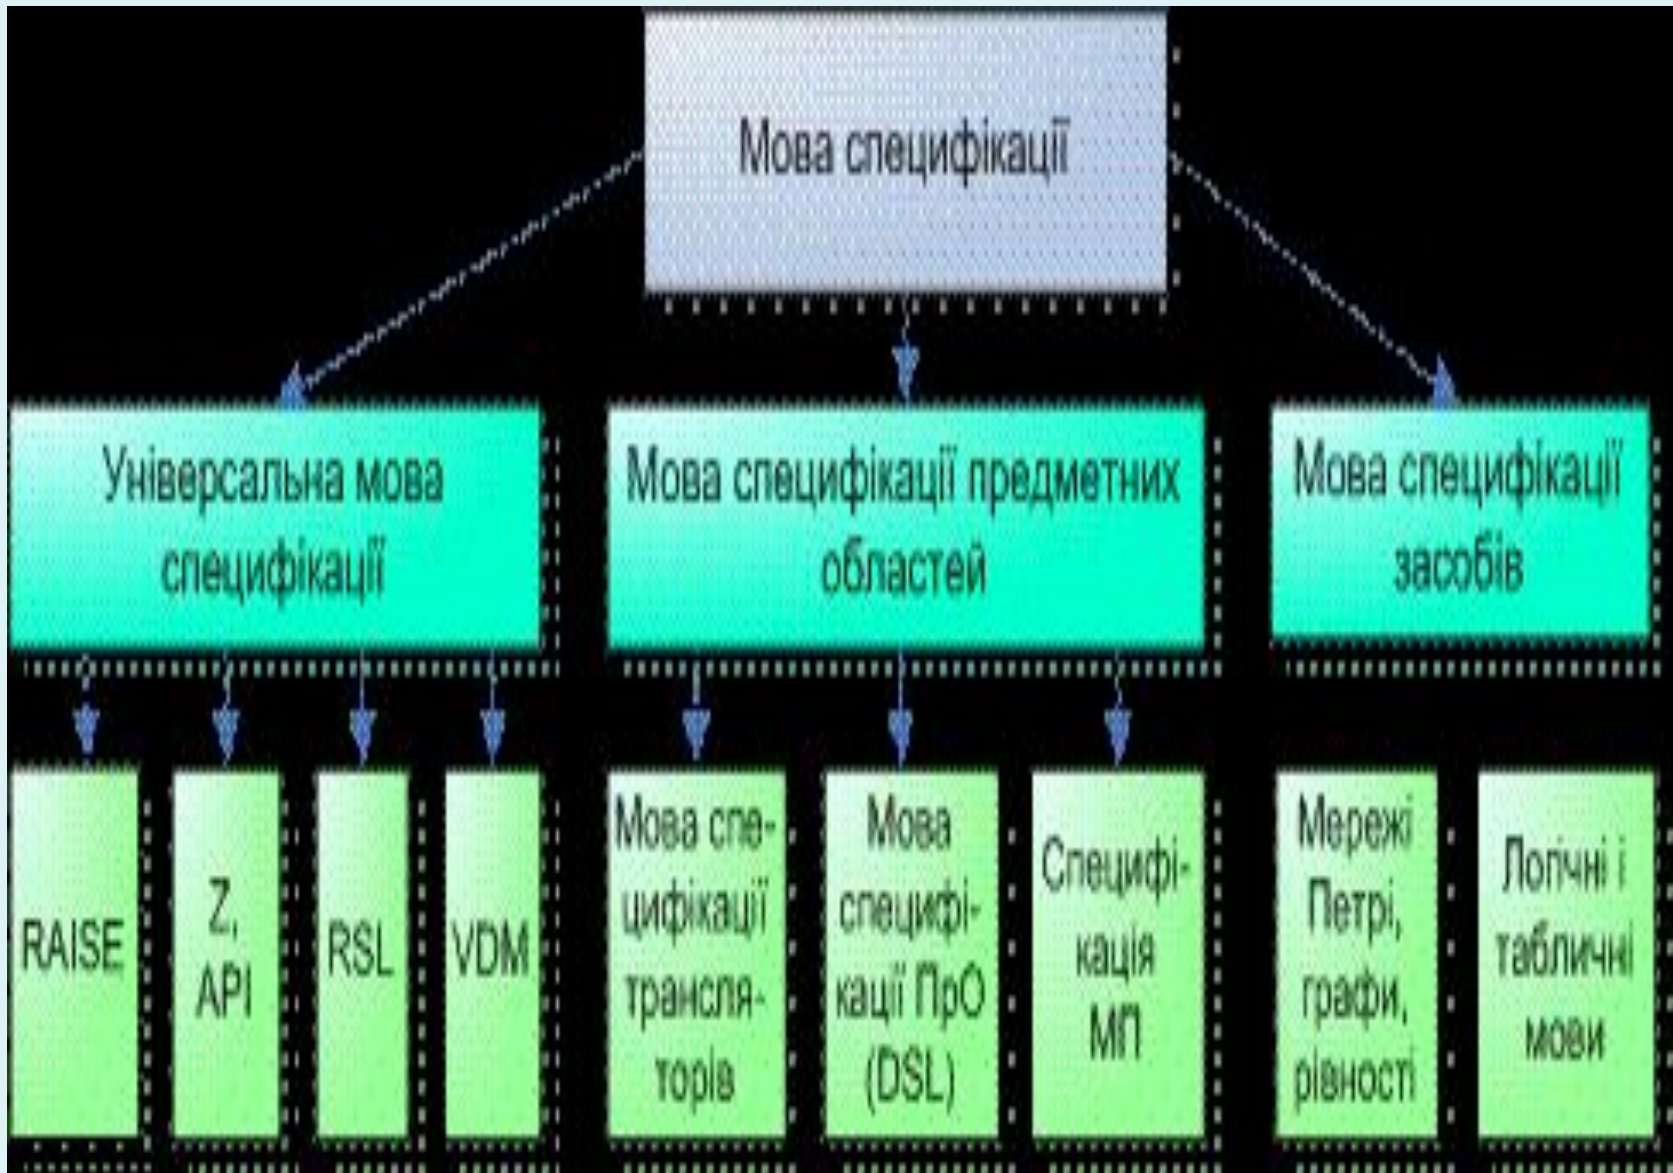 Мова специфікації
Універсальна мова
специфікації
Мова специфікації предметних
областей
Мова специфікації
засобів
RAISE
Z,
API
RSL
VDM
Мова спе-
цифікації
трансля-
торів
Мова
специфі-
кації ПрО
(DSL)
Специфі-
кація
МП
Мережі
Петрі,
графи,
рівності
Логічні і
табличні
мови